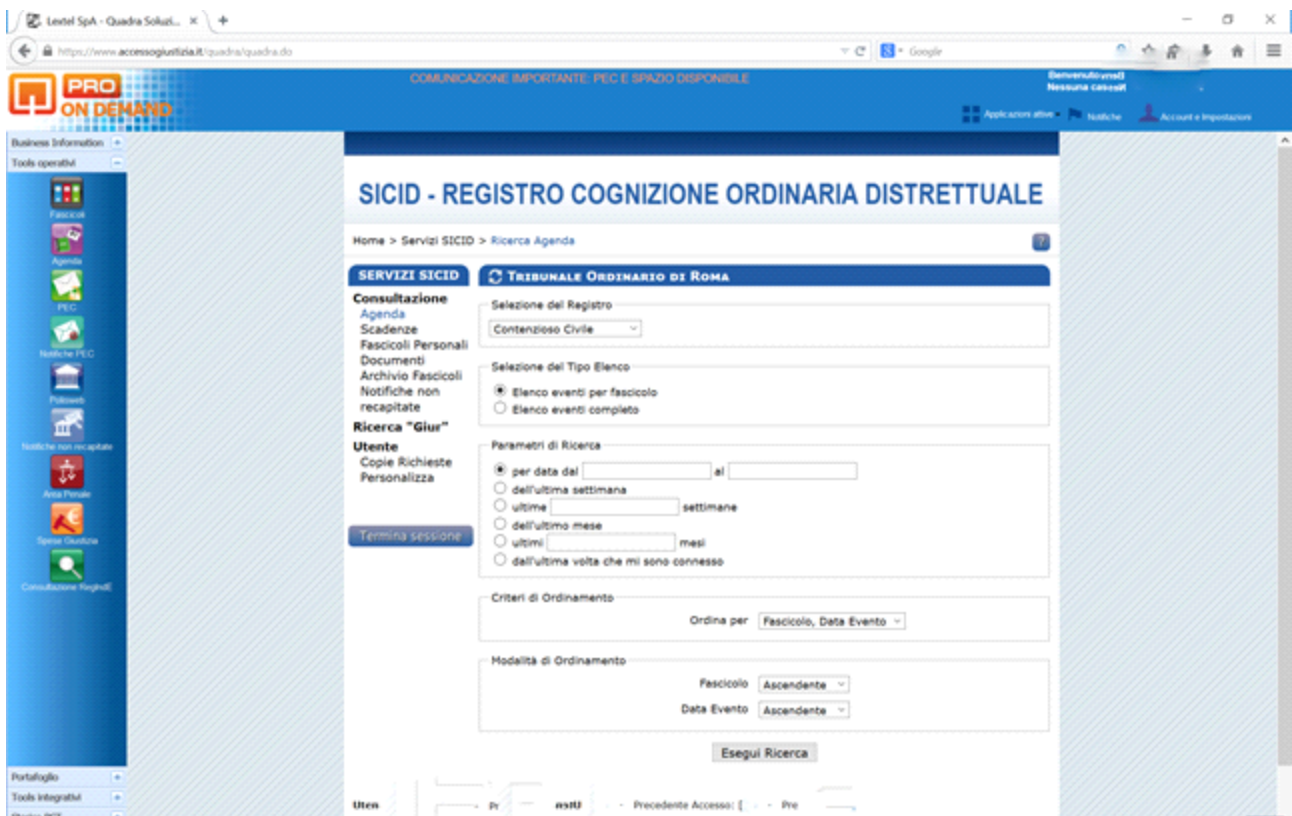 Lextel SpA - Quadra Soluzi...
https://www.accessogiustizia.it/quadra/quadra.do
Google
PRO
ON DEMAND
COMUNICAZIONE IMPORTANTE: PEC E SPAZIO DISPONIBILE
Nessuna
Applicazioni attive
Notifiche
Account e Impostazioni
Business Information
Tools operativi
Fascicoli
Agenda
PEC
Notifiche PEC
Polisweb
Notifiche non recapitate
Area Penale
Spese Giustizia
Consultazione RegIndE
Portafoglio
Tools integrativi
SICID - REGISTRO COGNIZIONE ORDINARIA DISTRETTUALE
Home > Servizi SICID > Ricerca Agenda
?
SERVIZI SICID
Consultazione
Agenda
Scadenze
Fascicoli Personali
Documenti
Archivio Fascicoli
Notifiche non
recapitate
Ricerca "Giur"
Utente
Copie Richieste
Personalizza
Termina sessione
TRIBUNALE ORDINARIO DI ROMA
Selezione del Registro
Contenzioso Civile
Selezione del Tipo Elenco
Elenco eventi per fascicolo
Elenco eventi completo
Parametri di Ricerca
per data dal al
dell'ultima settimana
ultime settimane
dell'ultimo mese
ultimi mesi
dall'ultima volta che mi sono connesso
Criteri di Ordinamento
Ordina per Fascicolo, Data Evento
Modalità di Ordinamento
Fascicolo Ascendente
Data Evento Ascendente
Esegui Ricerca
- Precedente Accesso: